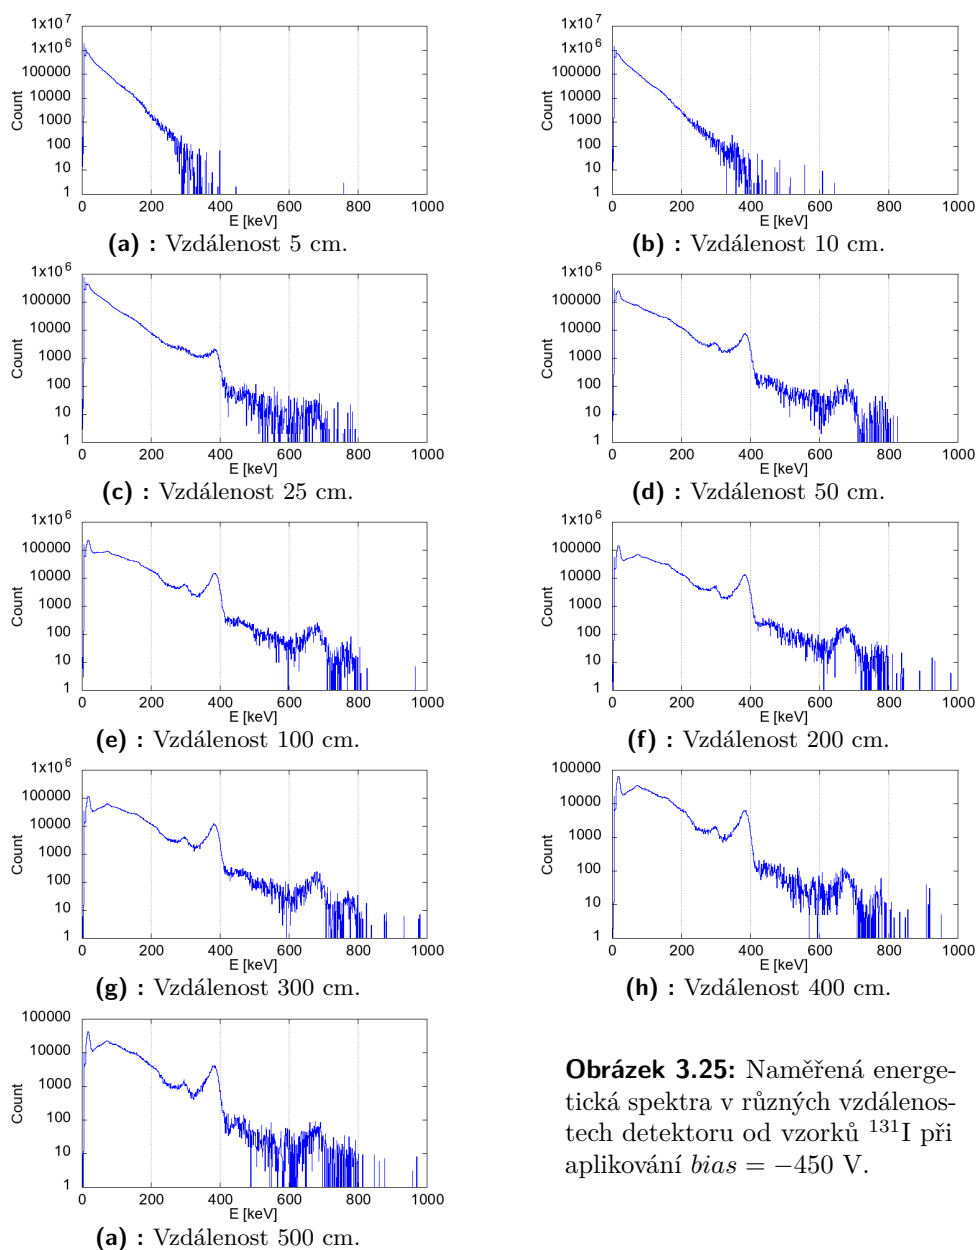 1x10^7
1x10^6
100000
10000
1000
100
10
1
Count
0 200 400 600 800 1000
E [keV]
(a) : Vzdálenost 5 cm.
1x10^7
1x10^6
100000
10000
1000
100
10
1
Count
0 200 400 600 800 1000
E [keV]
(b) : Vzdálenost 10 cm.
1x10^6
100000
10000
1000
100
10
1
Count
0 200 400 600 800 1000
E [keV]
(c) : Vzdálenost 25 cm.
1x10^6
100000
10000
1000
100
10
1
Count
0 200 400 600 800 1000
E [keV]
(d) : Vzdálenost 50 cm.
1x10^6
100000
10000
1000
100
10
1
Count
0 200 400 600 800 1000
E [keV]
(e) : Vzdálenost 100 cm.
1x10^6
100000
10000
1000
100
10
1
Count
0 200 400 600 800 1000
E [keV]
(f) : Vzdálenost 200 cm.
1x10^6
100000
10000
1000
100
10
1
Count
0 200 400 600 800 1000
E [keV]
(g) : Vzdálenost 300 cm.
100000
10000
1000
100
10
1
Count
0 200 400 600 800 1000
E [keV]
(h) : Vzdálenost 400 cm.
100000
10000
1000
100
10
1
Count
0 200 400 600 800 1000
E [keV]
(a) : Vzdálenost 500 cm.
Obrázek 3.25: Naměřená energe-
tická spektra v různých vzdálenos-
tech detektoru od vzorků ¹³¹I při
aplikování bias = −450 V.